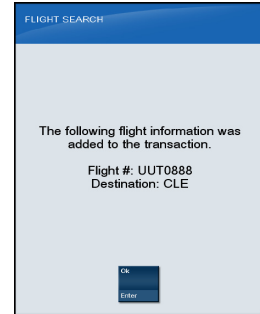 FLIGHT SEARCH
The following flight information was
added to the transaction.
Flight #: UUT0888
Destination: CLE
Ok
Enter